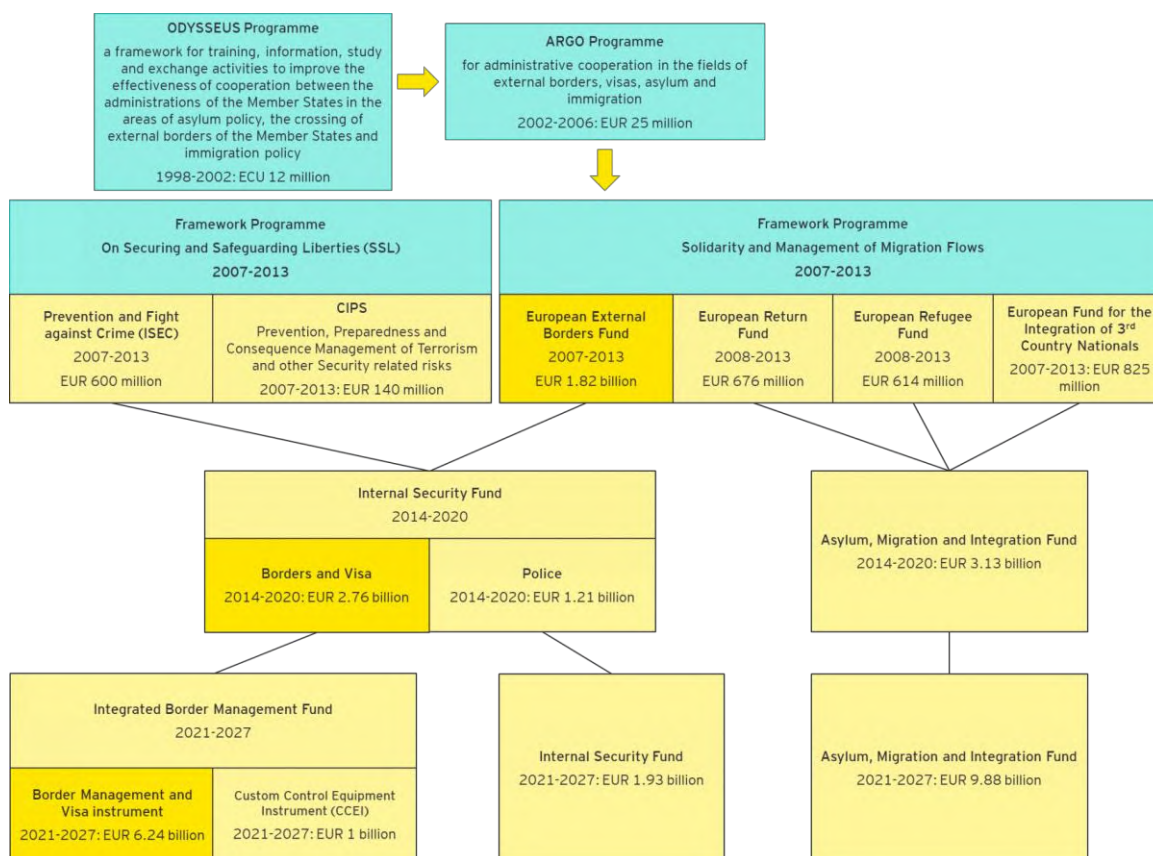 ODYSSEUS Programme
a framework for training, information, study
and exchange activities to improve the
effectiveness of cooperation between the
administrations of the Member States in the
areas of asylum policy, the crossing of
external borders of the Member States and
immigration policy
1998-2002: ECU 12 million
ARGO Programme
for administrative cooperation in the fields of
external borders, visas, asylum and
immigration
2002-2006: EUR 25 million
Framework Programme
On Securing and Safeguarding Liberties (SSL)
2007-2013
Framework Programme
Solidarity and Management of Migration Flows
2007-2013
Prevention and Fight
against Crime (ISEC)
2007-2013
EUR 600 million
CIPS
Prevention, Preparedness and
Consequence Management of Terrorism
and other Security related risks
2007-2013: EUR 140 million
European External
Borders Fund
2007-2013
EUR 1.82 billion
European Return
Fund
2008-2013
EUR 676 million
European Refugee
Fund
2008-2013
EUR 614 million
European Fund for the
Integration of 3rd
Country Nationals
2007-2013: EUR 825
million
Internal Security Fund
2014-2020
Borders and Visa
2014-2020: EUR 2.76 billion
Police
2014-2020: EUR 1.21 billion
Asylum, Migration and Integration Fund
2014-2020: EUR 3.13 billion
Integrated Border Management Fund
2021-2027
Border Management and
Visa instrument
2021-2027: EUR 6.24 billion
Custom Control Equipment
Instrument (CCEI)
2021-2027: EUR 1 billion
Internal Security Fund
2021-2027: EUR 1.93 billion
Asylum, Migration and Integration Fund
2021-2027: EUR 9.88 billion